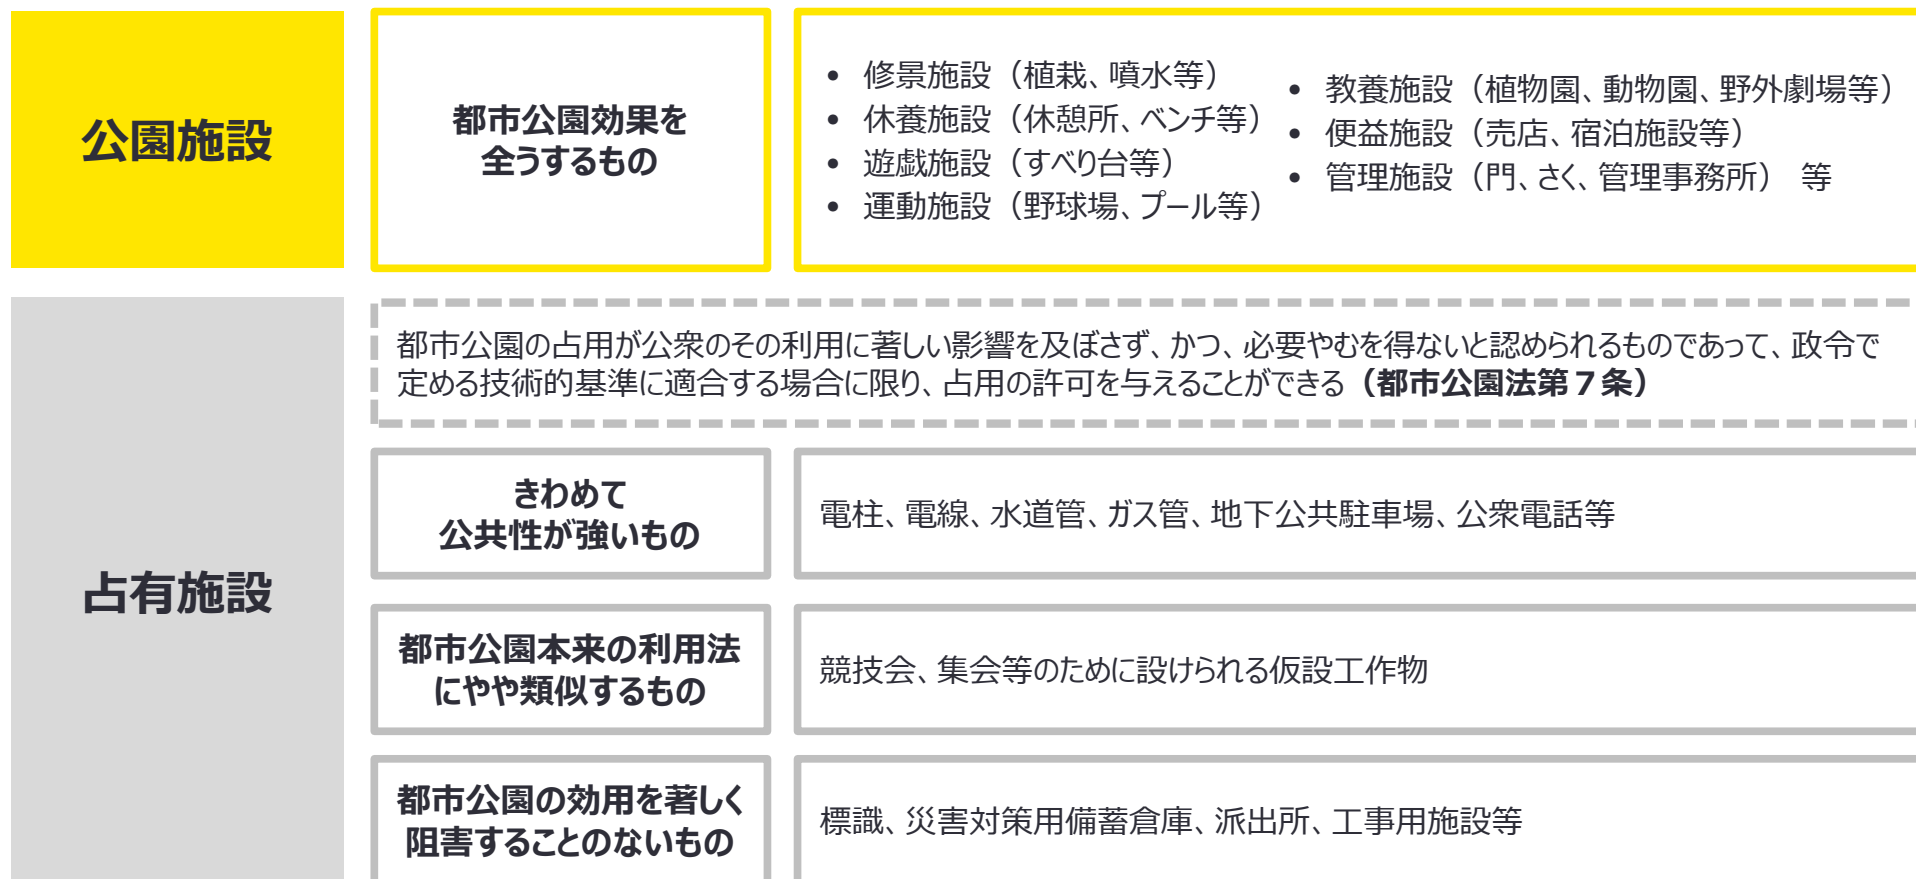 公園施設
都市公園効果を
全うするもの
• 修景施設（植栽、噴水等）
• 休養施設（休憩所、ベンチ等）
• 遊戯施設（すべり台等）
• 運動施設（野球場、プール等）
• 教養施設（植物園、動物園、野外劇場等）
• 便益施設（売店、宿泊施設等）
• 管理施設（門、さく、管理事務所）　等
占有施設
都市公園の占用が公衆のその利用に著しい影響を及ぼさず、かつ、必要やむを得ないと認められるものであって、政令で
定める技術的基準に適合する場合に限り、占用の許可を与えることができる（都市公園法第７条）
きわめて
公共性が強いもの
電柱、電線、水道管、ガス管、地下公共駐車場、公衆電話等
都市公園本来の利用法
にやや類似するもの
競技会、集会等のために設けられる仮設工作物
都市公園の効用を著しく
阻害することのないもの
標識、災害対策用備蓄倉庫、派出所、工事用施設等